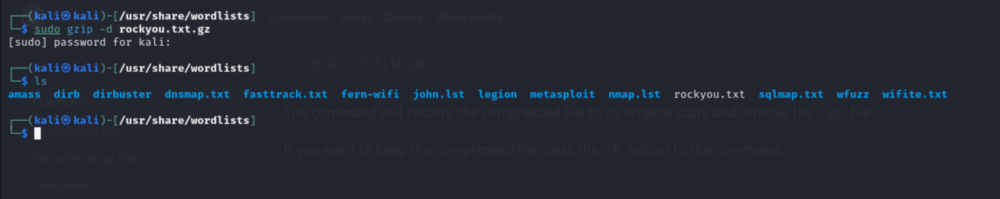 ┌──(kali㉿kali)-[/usr/share/wordlists]
Commands Series Donate Write For Us
└─$ sudo gzip -d rockyou.txt.gz
[sudo] password for kali:
gzip -d file.gz
┌──(kali㉿kali)-[/usr/share/wordlists]
└─$ ls
amass dirb dirbuster dnsmap.txt fasttrack.txt fern-wifi john.lst legion metasploit nmap.lst rockyou.txt sqlmap.txt wfuzz wifite.txt
CONTENTS
The command will restore the compressed file to its original state and remove the .gz file.
┌──(kali㉿kali)-[/usr/share/wordlists]
└─$
gz File
If you want to keep the compressed file, pass the -k option to the command:
Extracting tar.gz File
Conclusion